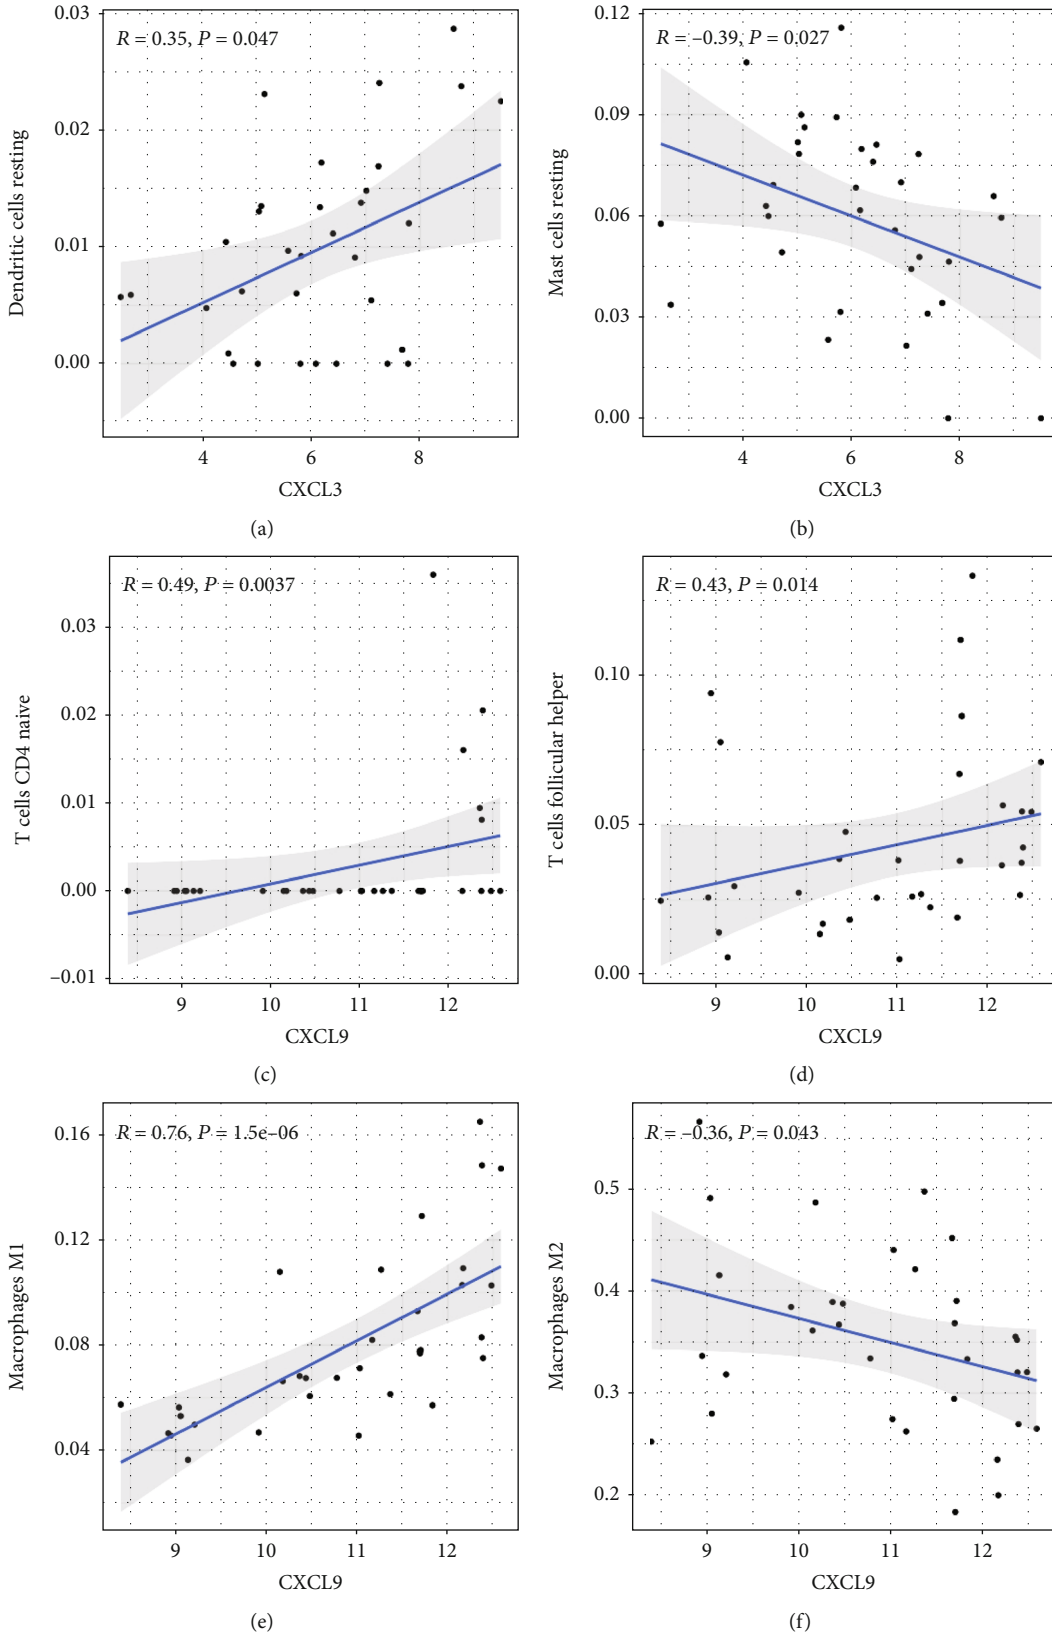 R = 0.35, P = 0.047
0.03
0.02
0.01
0.00
Dendritic cells resting
4 6 8
CXCL3
(a)
R = –0.39, P = 0.027
0.12
0.09
0.06
0.03
0.00
Mast cells resting
4 6 8
CXCL3
(b)
R = 0.49, P = 0.0037
0.03
0.02
0.01
0.00
–0.01
T cells CD4 naive
9 10 11 12
CXCL9
(c)
R = 0.43, P = 0.014
0.10
0.05
0.00
T cells follicular helper
9 10 11 12
CXCL9
(d)
R = 0.76, P = 1.5e–06
0.16
0.12
0.08
0.04
Macrophages M1
9 10 11 12
CXCL9
(e)
R = –0.36, P = 0.043
0.5
0.4
0.3
0.2
Macrophages M2
9 10 11 12
CXCL9
(f)